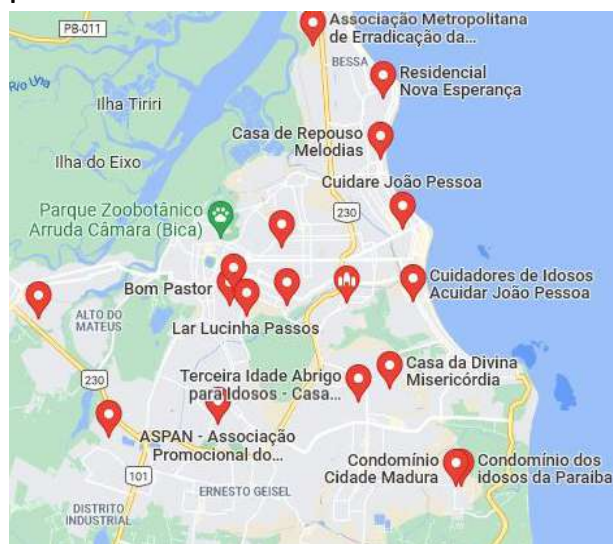 PB-011
Associação Metropolitana
de Erradicação da...
BESSA
Rio Una
Residencial
Nova Esperança
Ilha Tiriri
Casa de Repouso
Melodias
Ilha do Eixo
Cuidare João Pessoa
Parque Zoobotânico
Arruda Câmara (Bica)
230
Bom Pastor
Cuidadores de Idosos
Acuidar João Pessoa
ALTO DO
MATEUS
Lar Lucinha Passos
230
Terceira Idade Abrigo
para Idosos - Casa...
Casa da Divina
Misericórdia
ASPAN - Associação
Promocional do...
101
Condomínio
Cidade Madura
Condomínio dos
idosos da Paraiba
ERNESTO GEISEL
DISTRITO
INDUSTRIAL